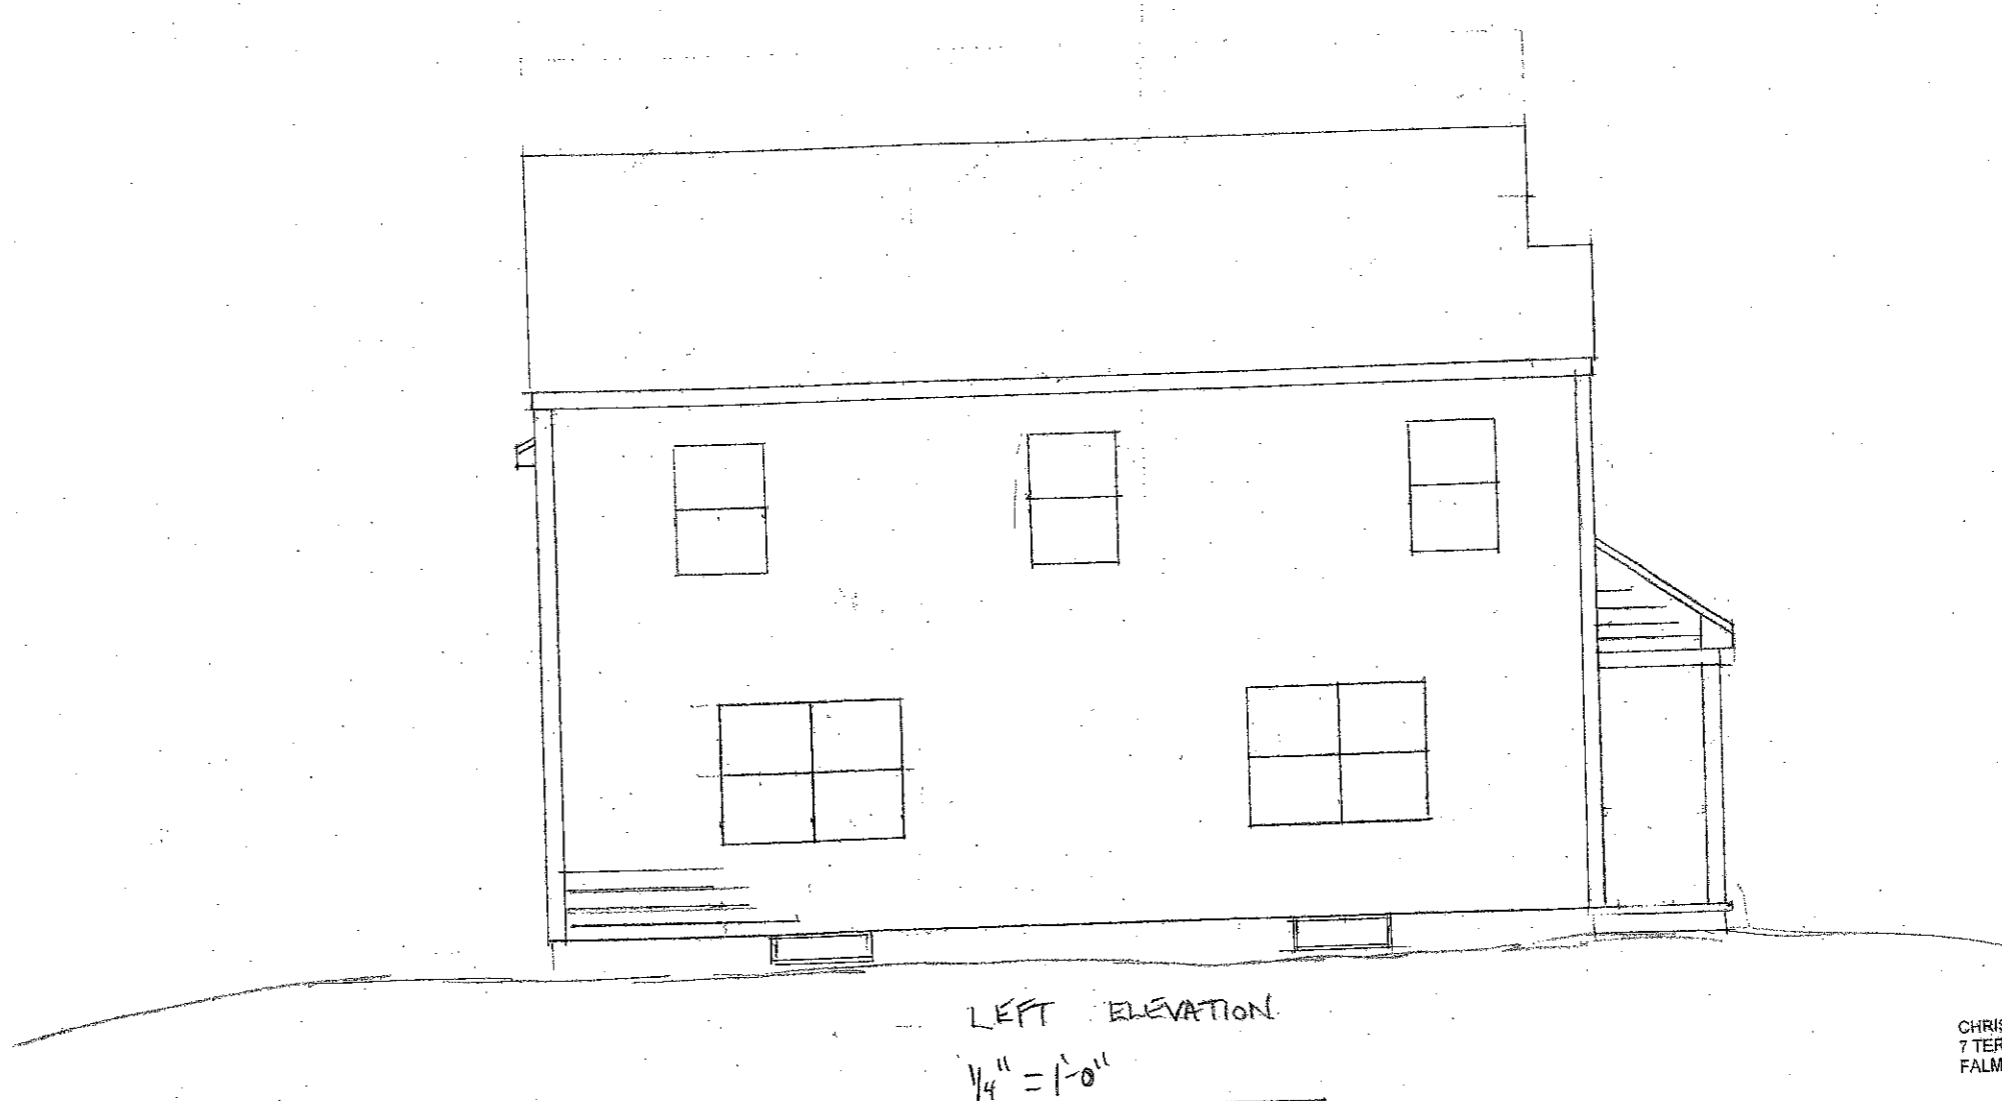 LEFT ELEVATION
1/4" = 1'-0"
CHRIS
7 TER
FALM